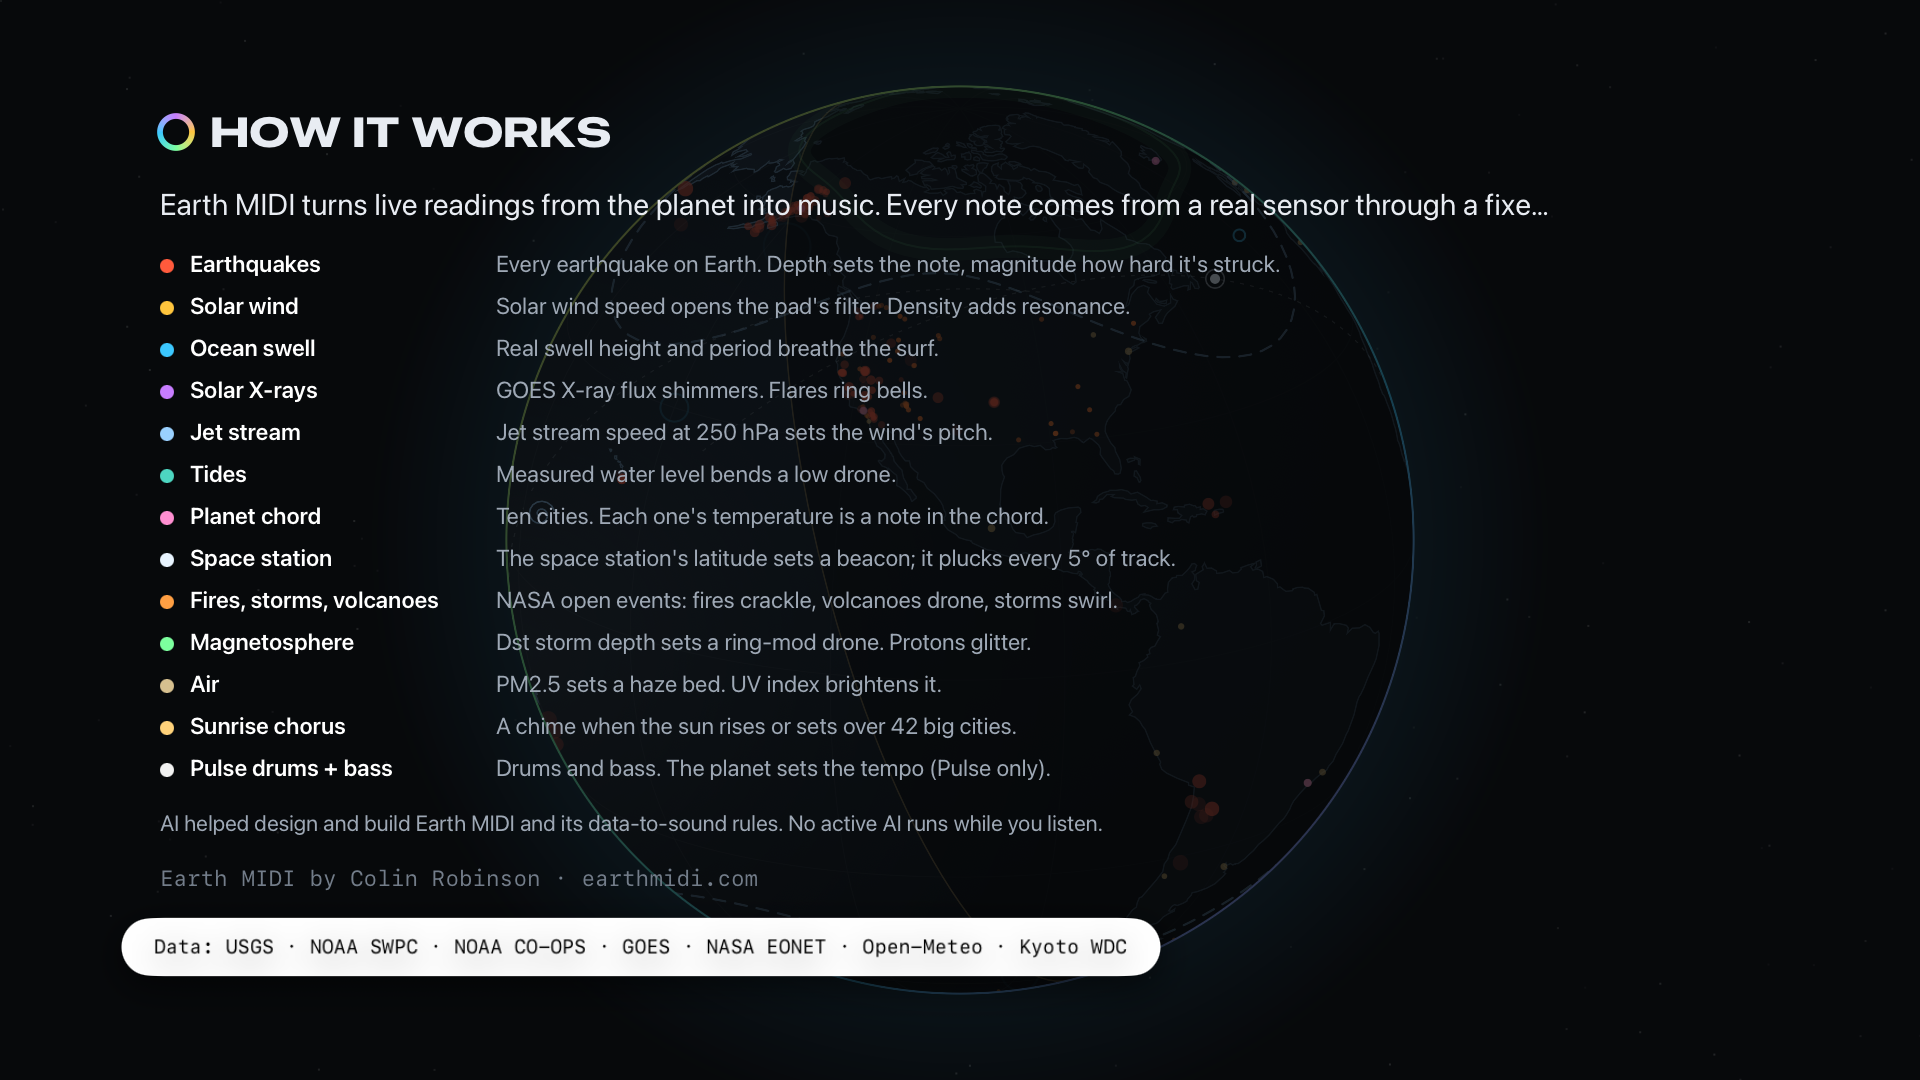 HOW IT WORKS
Earth MIDI turns live readings from the planet into music. Every note comes from a real sensor through a fixe…
Earthquakes Every earthquake on Earth. Depth sets the note, magnitude how hard it's struck.
Solar wind Solar wind speed opens the pad's filter. Density adds resonance.
Ocean swell Real swell height and period breathe the surf.
Solar X-rays GOES X-ray flux shimmers. Flares ring bells.
Jet stream Jet stream speed at 250 hPa sets the wind's pitch.
Tides Measured water level bends a low drone.
Planet chord Ten cities. Each one's temperature is a note in the chord.
Space station The space station's latitude sets a beacon; it plucks every 5° of track.
Fires, storms, volcanoes NASA open events: fires crackle, volcanoes drone, storms swirl.
Magnetosphere Dst storm depth sets a ring-mod drone. Protons glitter.
Air PM2.5 sets a haze bed. UV index brightens it.
Sunrise chorus A chime when the sun rises or sets over 42 big cities.
Pulse drums + bass Drums and bass. The planet sets the tempo (Pulse only).
AI helped design and build Earth MIDI and its data-to-sound rules. No active AI runs while you listen.
Earth MIDI by Colin Robinson · earthmidi.com
Data: USGS · NOAA SWPC · NOAA CO-OPS · GOES · NASA EONET · Open-Meteo · Kyoto WDC